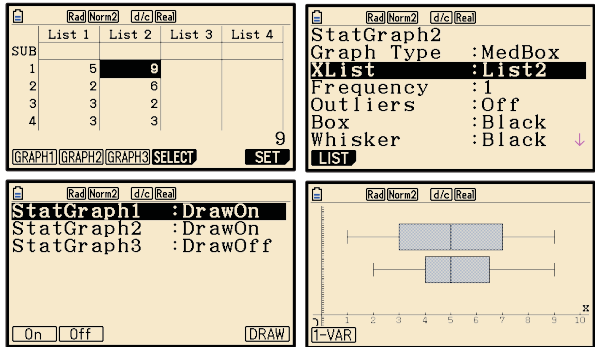 Rad Norm2 d/c Real
List 1 List 2 List 3 List 4
SUB
1 5 9
2 2 6
3 3 2
4 3 3
9
GRAPH1 GRAPH2 GRAPH3 SELECT SET
Rad Norm2 d/c Real
StatGraph2
Graph Type :MedBox
XList :List2
Frequency :1
Outliers :Off
Box :Black
Whisker :Black ↓
LIST
Rad Norm2 d/c Real
StatGraph1 :DrawOn
StatGraph2 :DrawOn
StatGraph3 :DrawOff
On Off DRAW
Rad Norm2 d/c Real
x
1 2 3 4 5 6 7 8 9 10
1-VAR